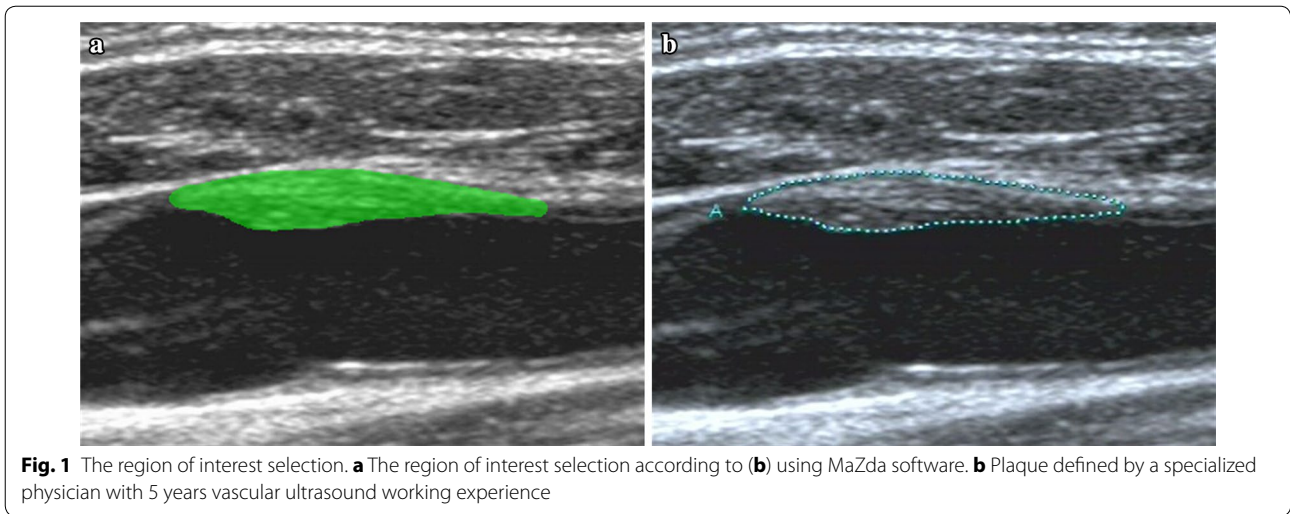 a
b
A
Fig. 1 The region of interest selection. a The region of interest selection according to (b) using MaZda software. b Plaque defined by a specialized
physician with 5 years vascular ultrasound working experience